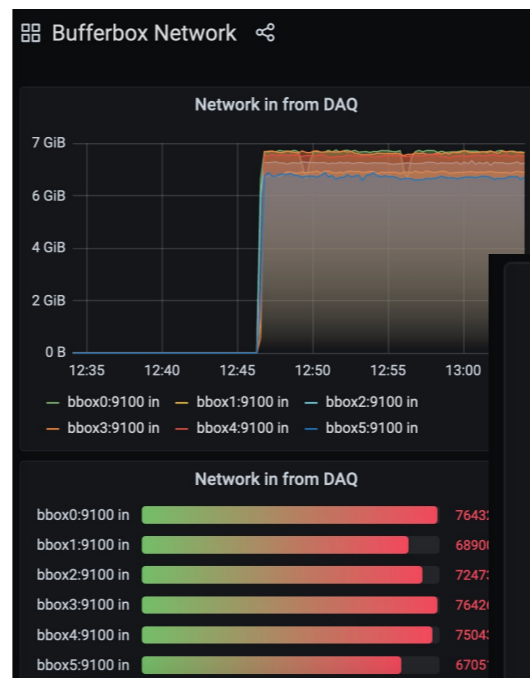 Bufferbox Network
Network in from DAQ
7 GiB
6 GiB
4 GiB
2 GiB
0 B
12:35 12:40 12:45 12:50 12:55 13:00
bbox0:9100 in bbox1:9100 in bbox2:9100 in
bbox3:9100 in bbox4:9100 in bbox5:9100 in
Network in from DAQ
bbox0:9100 in
bbox1:9100 in
bbox2:9100 in
bbox3:9100 in
bbox4:9100 in
bbox5:9100 in